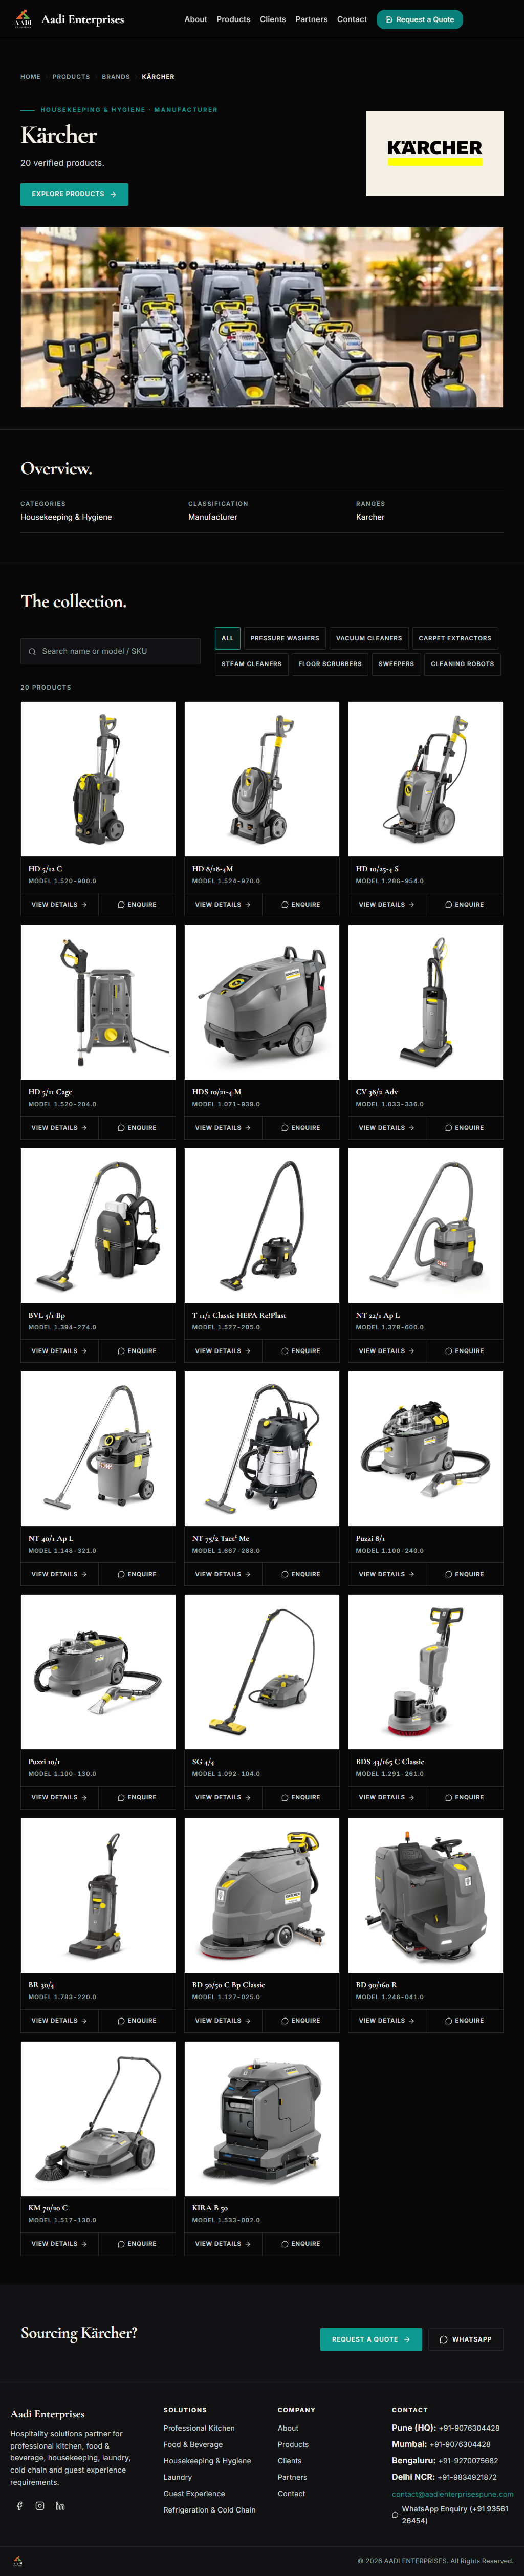 AADI
Aadi Enterprises
About
Products
Clients
Partners
Contact
Request a Quote
HOME
PRODUCTS
BRANDS
KÄRCHER
HOUSEKEEPING & HYGIENE · MANUFACTURER
Kärcher
20 verified products.
EXPLORE PRODUCTS →
KÄRCHER
Overview.
CATEGORIES
Housekeeping & Hygiene
CLASSIFICATION
Manufacturer
RANGES
Karcher
The collection.
Search name or model / SKU
ALL
PRESSURE WASHERS
VACUUM CLEANERS
CARPET EXTRACTORS
STEAM CLEANERS
FLOOR SCRUBBERS
SWEEPERS
CLEANING ROBOTS
20 PRODUCTS
HD 5/12 C
MODEL 1.520-900.0
VIEW DETAILS →
ENQUIRE
HD 8/18-4M
MODEL 1.524-970.0
VIEW DETAILS →
ENQUIRE
HD 10/25-4 S
MODEL 1.286-954.0
VIEW DETAILS →
ENQUIRE
HD 5/11 Cage
MODEL 1.520-204.0
VIEW DETAILS →
ENQUIRE
HDS 10/21-4 M
MODEL 1.071-939.0
VIEW DETAILS →
ENQUIRE
CV 38/2 Adv
MODEL 1.033-336.0
VIEW DETAILS →
ENQUIRE
BVL 5/1 Bp
MODEL 1.394-274.0
VIEW DETAILS →
ENQUIRE
T 11/1 Classic HEPA Re!Plast
MODEL 1.527-205.0
VIEW DETAILS →
ENQUIRE
NT 22/1 Ap L
MODEL 1.378-600.0
VIEW DETAILS →
ENQUIRE
NT 40/1 Ap L
MODEL 1.148-321.0
VIEW DETAILS →
ENQUIRE
NT 75/2 Tact² Me
MODEL 1.667-288.0
VIEW DETAILS →
ENQUIRE
Puzzi 8/1
MODEL 1.100-240.0
VIEW DETAILS →
ENQUIRE
Puzzi 10/1
MODEL 1.100-130.0
VIEW DETAILS →
ENQUIRE
SG 4/4
MODEL 1.092-104.0
VIEW DETAILS →
ENQUIRE
BDS 43/165 C Classic
MODEL 1.291-261.0
VIEW DETAILS →
ENQUIRE
BR 30/4
MODEL 1.783-220.0
VIEW DETAILS →
ENQUIRE
BD 50/50 C Bp Classic
MODEL 1.127-025.0
VIEW DETAILS →
ENQUIRE
BD 90/160 R
MODEL 1.246-041.0
VIEW DETAILS →
ENQUIRE
KM 70/20 C
MODEL 1.517-130.0
VIEW DETAILS →
ENQUIRE
KIRA B 50
MODEL 1.533-002.0
VIEW DETAILS →
ENQUIRE
Sourcing Kärcher?
REQUEST A QUOTE →
WHATSAPP
Aadi Enterprises
Hospitality solutions partner for
professional kitchen, food &
beverage, housekeeping, laundry,
cold chain and guest experience
requirements.
SOLUTIONS
Professional Kitchen
Food & Beverage
Housekeeping & Hygiene
Laundry
Guest Experience
Refrigeration & Cold Chain
COMPANY
About
Products
Clients
Partners
Contact
CONTACT
Pune (HQ): +91-9076304428
Mumbai: +91-9076304428
Bengaluru: +91-9270075682
Delhi NCR: +91-9834921872
contact@aadienterprisespune.com
WhatsApp Enquiry (+91 93561
26454)
© 2026 AADI ENTERPRISES. All Rights Reserved.